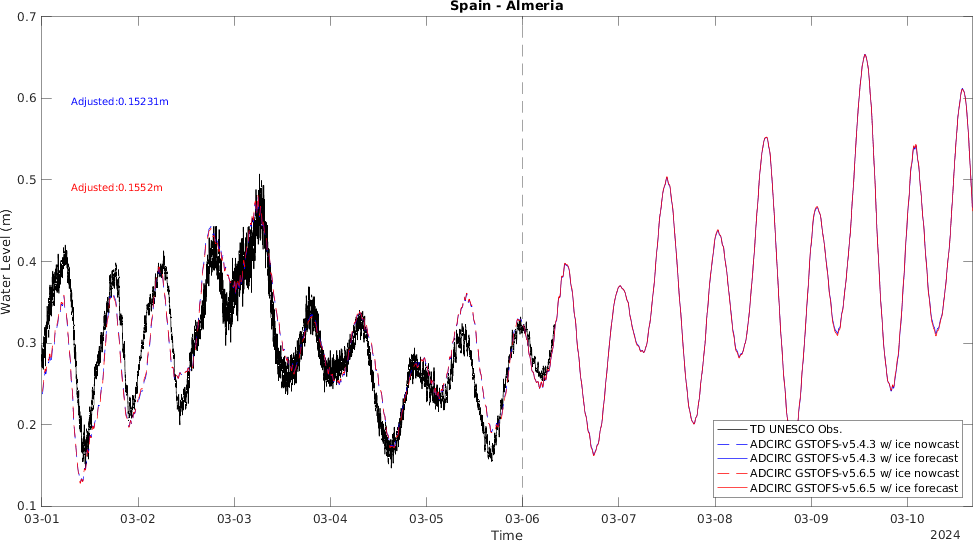 Spain - Almeria
0.7
0.6
0.5
0.4
0.3
0.2
0.1
Water Level (m)
Adjusted:0.15231m
Adjusted:0.1552m
TD UNESCO Obs.
ADCIRC GSTOFS-v5.4.3 w/ ice nowcast
ADCIRC GSTOFS-v5.4.3 w/ ice forecast
ADCIRC GSTOFS-v5.6.5 w/ ice nowcast
ADCIRC GSTOFS-v5.6.5 w/ ice forecast
03-01 03-02 03-03 03-04 03-05 03-06 03-07 03-08 03-09 03-10
Time
2024